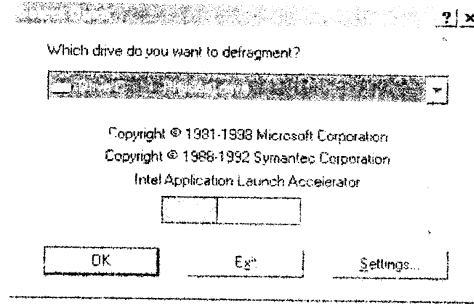 Which drive do you want to defragment?
Copyright © 1981-1998 Microsoft Corporation
Copyright © 1988-1992 Symantec Corporation
Intel Application Launch Accelerator
OK
Exit
Settings...